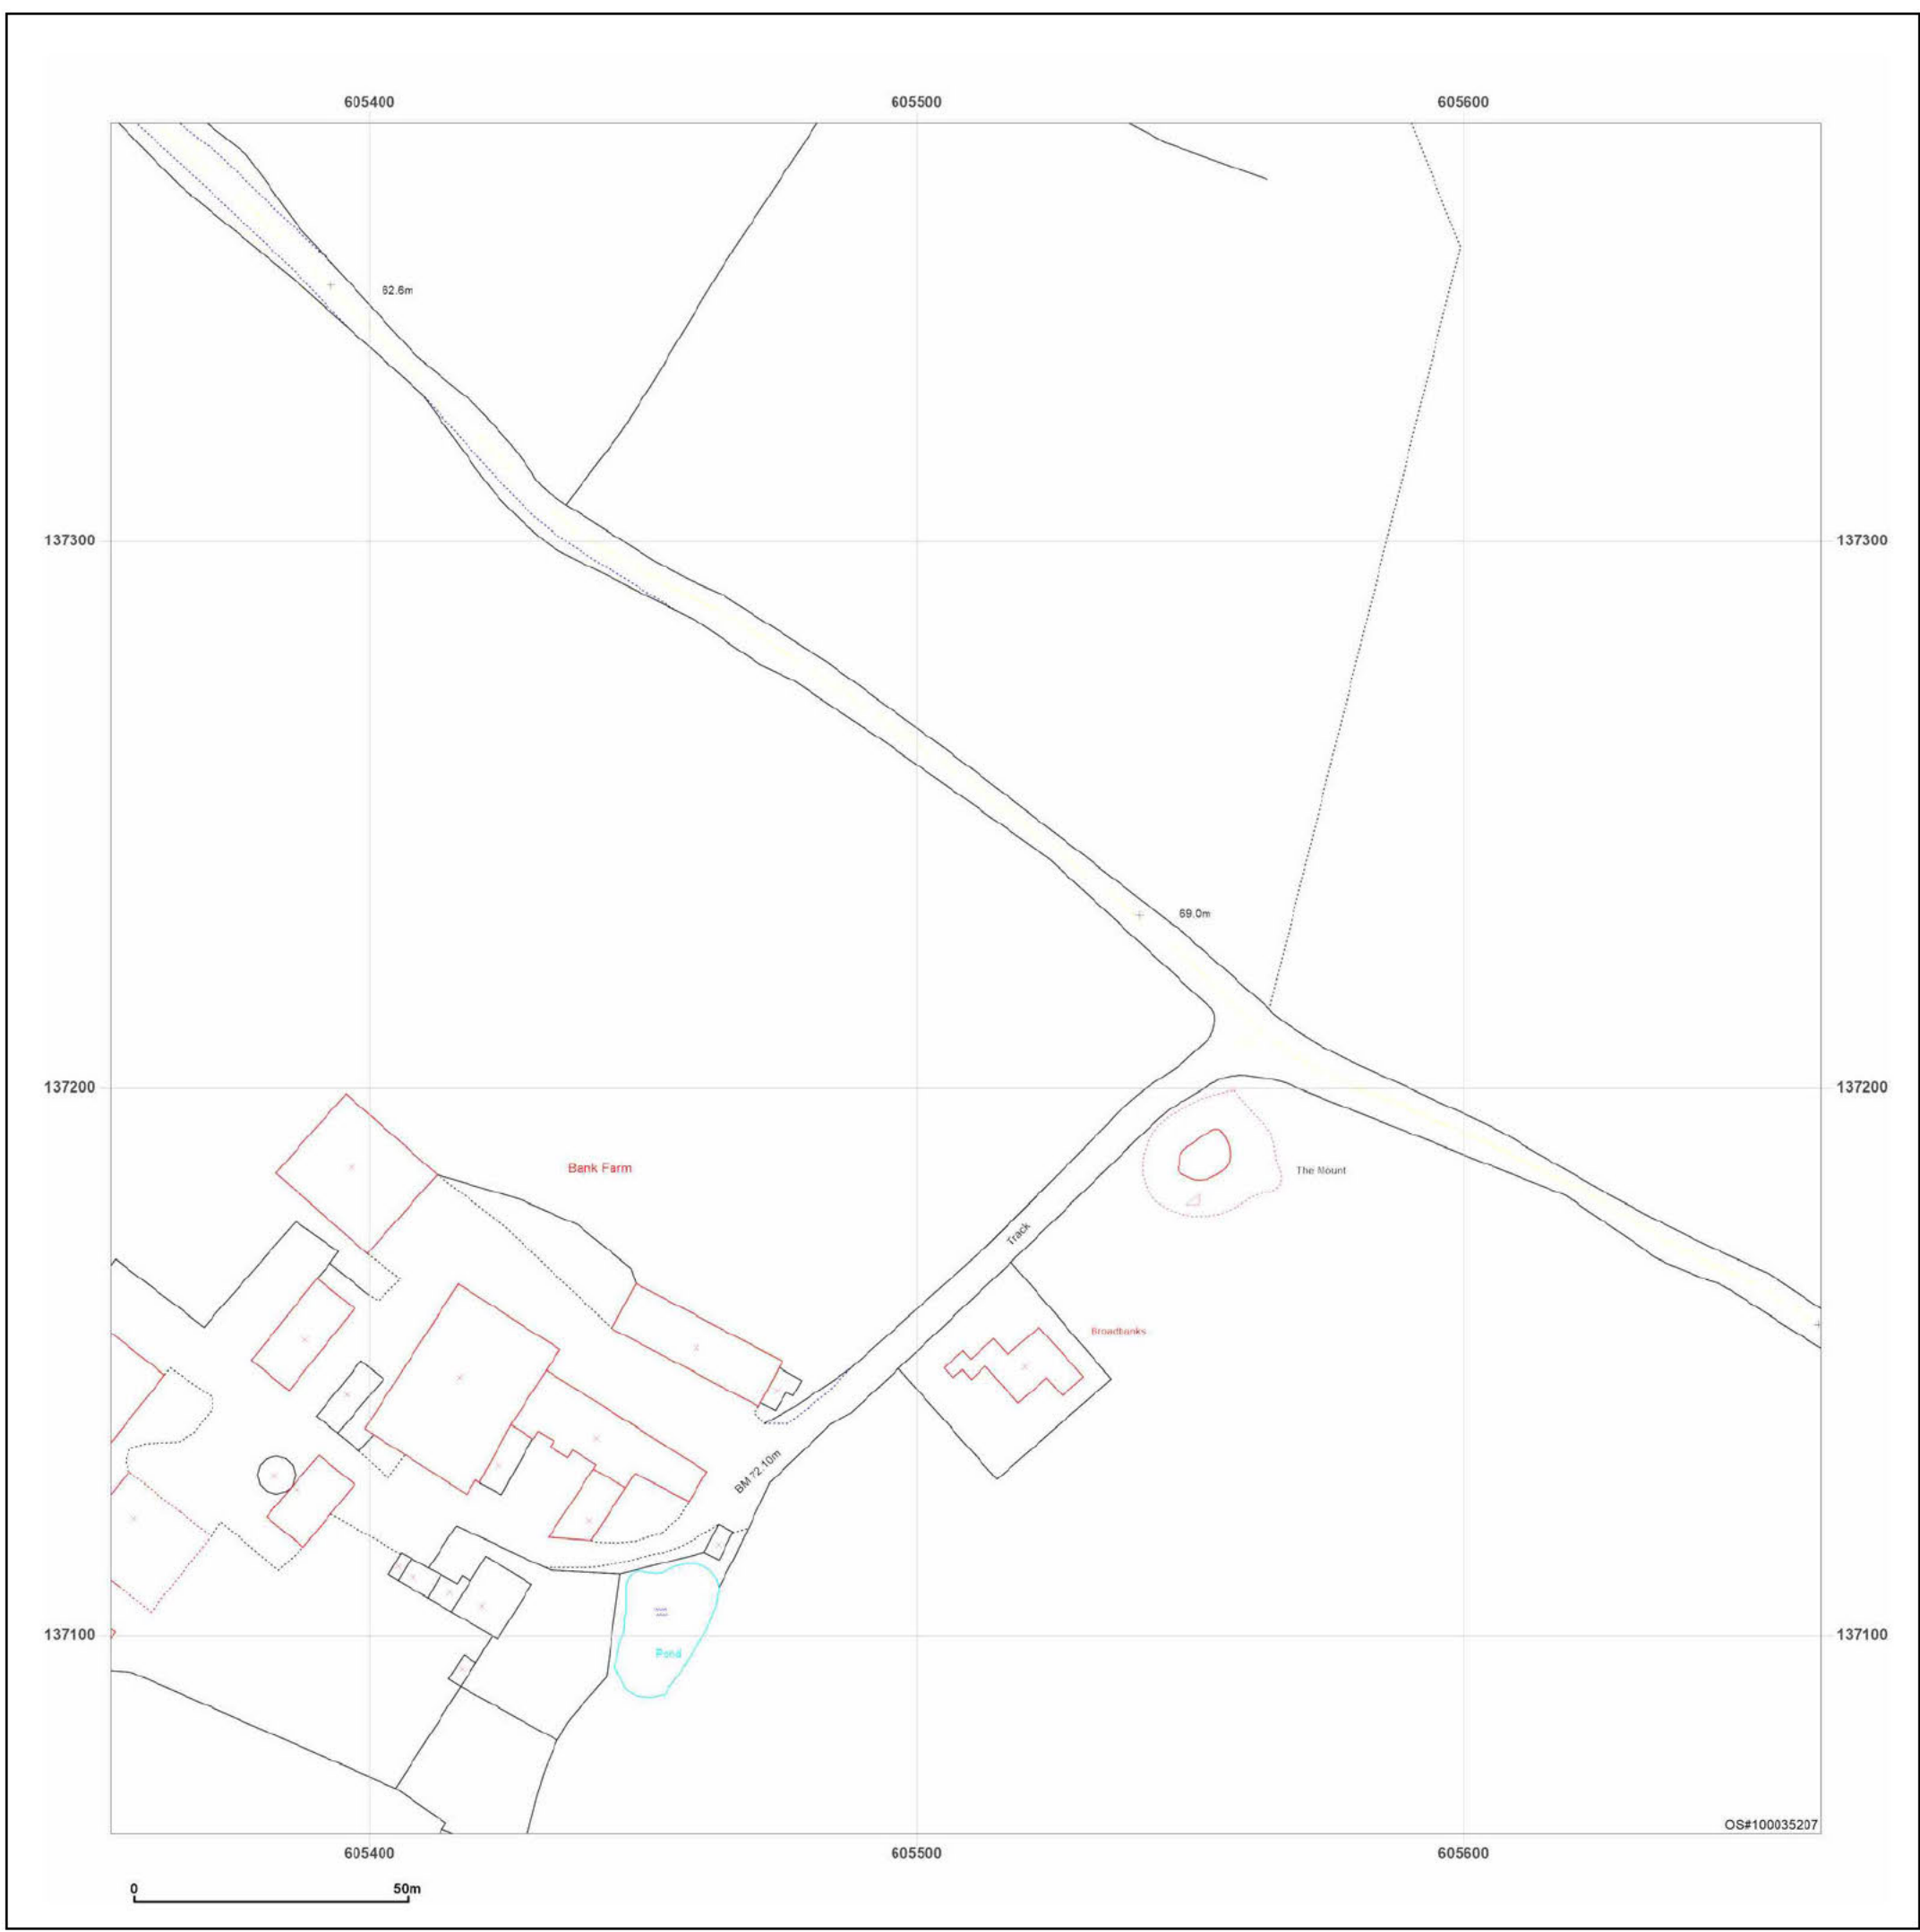 605400 605500 605600
62.6m
137300 137300
69.0m
137200 137200
Bank Farm
The Mount
Track
Broadbanks
BM 72.10m
137100 137100
Pond
OS#100035207
605400 605500 605600
0 50m